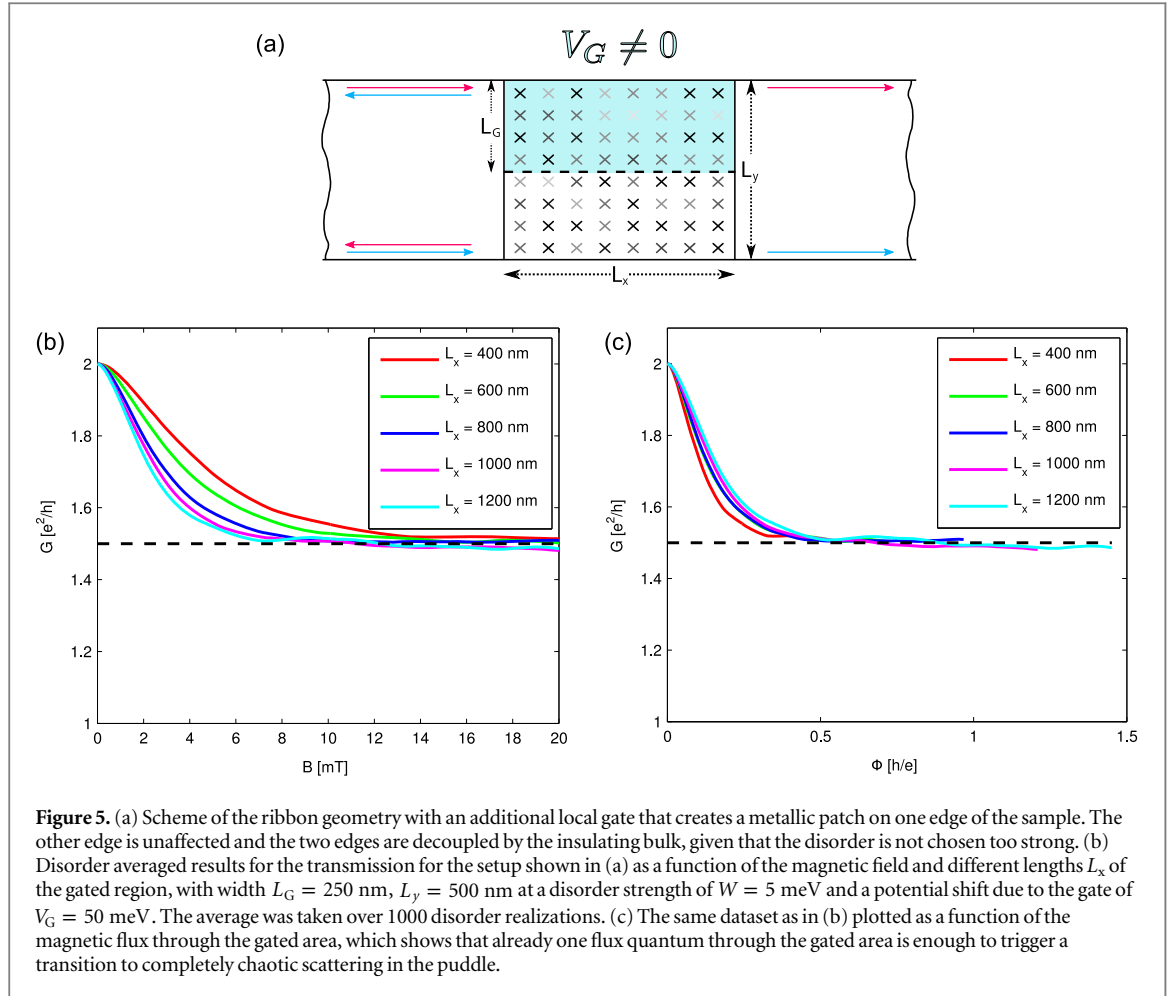 (a)
V_G ≠ 0
L_G
L_y
L_x
(b)
G [e²/h]
2
1.8
1.6
1.4
1.2
1
0 2 4 6 8 10 12 14 16 18 20
B [mT]
L_x = 400 nm
L_x = 600 nm
L_x = 800 nm
L_x = 1000 nm
L_x = 1200 nm
(c)
G [e²/h]
2
1.8
1.6
1.4
1.2
1
0 0.5 1 1.5
Φ [h/e]
L_x = 400 nm
L_x = 600 nm
L_x = 800 nm
L_x = 1000 nm
L_x = 1200 nm
Figure 5. (a) Scheme of the ribbon geometry with an additional local gate that creates a metallic patch on one edge of the sample. The
other edge is unaffected and the two edges are decoupled by the insulating bulk, given that the disorder is not chosen too strong. (b)
Disorder averaged results for the transmission for the setup shown in (a) as a function of the magnetic field and different lengths L_x of
the gated region, with width L_G = 250 nm, L_y = 500 nm at a disorder strength of W = 5 meV and a potential shift due to the gate of
V_G = 50 meV. The average was taken over 1000 disorder realizations. (c) The same dataset as in (b) plotted as a function of the
magnetic flux through the gated area, which shows that already one flux quantum through the gated area is enough to trigger a
transition to completely chaotic scattering in the puddle.